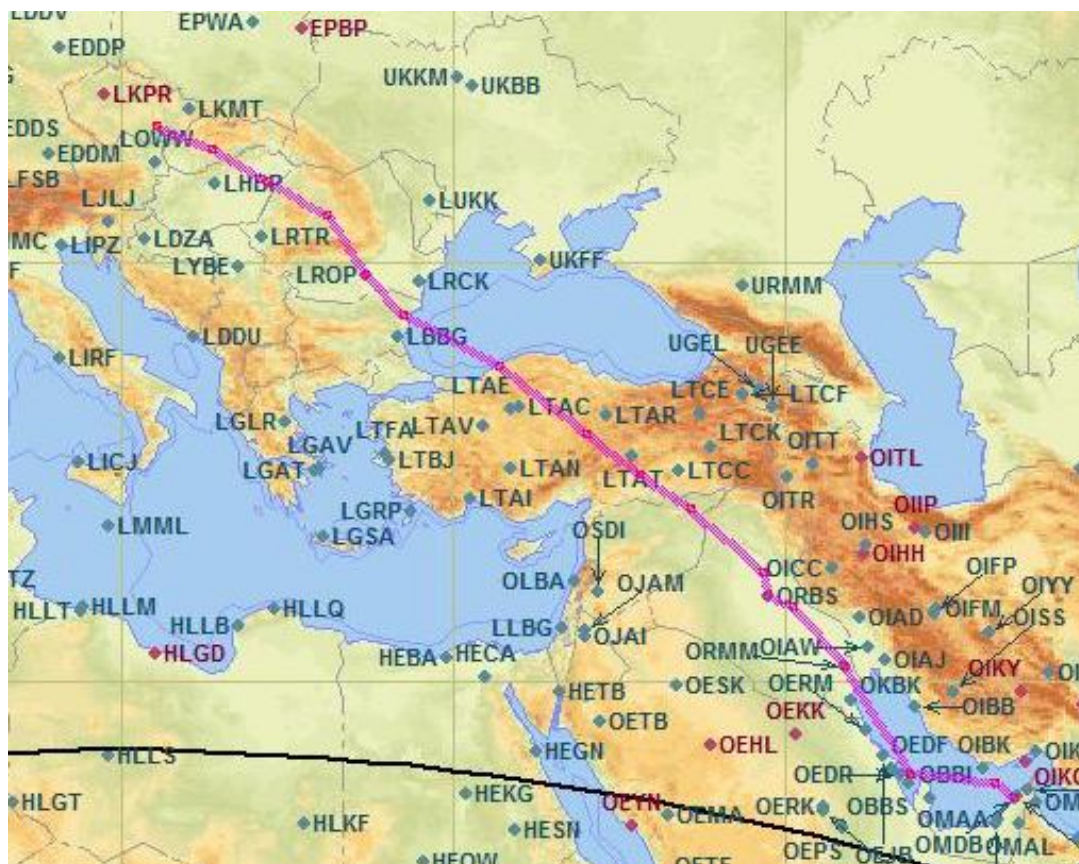 EPWA
EPBP
EDDP
UKKM
UKBB
LKPR
LKMT
EDDS
LOWW
EDDM
LFSB
LHBP
LJLJ
LUKK
LIPZ
LDZA
LRTR
LYBE
UKFF
LROP
LRCK
URMM
LDDU
LBBG
UGEL
UGEE
LIRF
LTAE
LTCE
LTCF
LTAC
LTAR
LGLR
LTFA
LTAV
LTCK
OITT
LGAV
LICJ
LGAT
LTBJ
LTAN
LTAT
LTCC
OITL
OITR
LTAI
LGRP
LMML
OSDI
OIHS
OIIP
OIII
LGSA
OIHH
OIFP
OICC
OIYY
OLBA
OJAM
ORBS
HLLT
HLLM
HLLQ
OIFM
OISS
HLLB
LLBG
OJAI
OIAD
OIAW
HLGD
HEBA
HECA
ORMM
OIAJ
OIKY
OERM
OKBK
HETB
OESK
OIBB
OEKK
OETB
HEGN
OEHL
OEDF
OIBK
HLLS
OEDR
OBBI
HLGT
HEKG
OEYN
OERK
OBBS
OEMA
OMAA
HLKF
HESN
OEPS
OMDB
OMAL